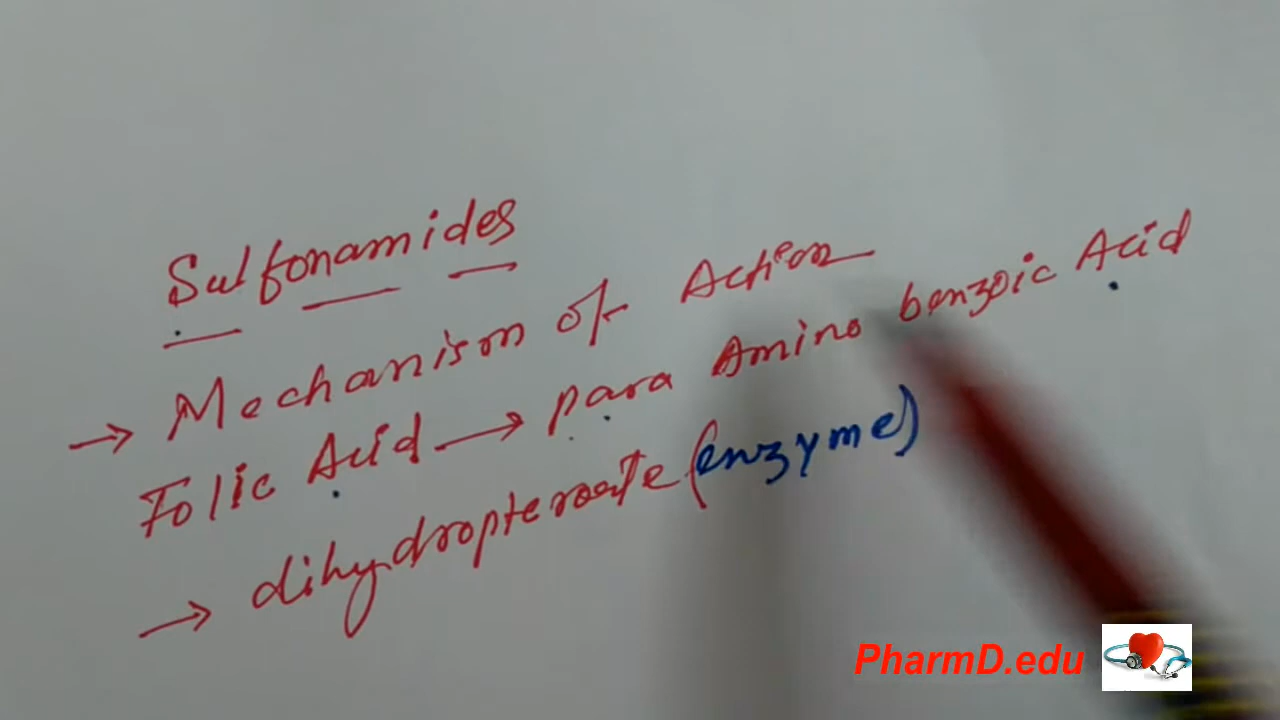 Sulfonamides
→ Mechanism of Action
Folic Acid → para Amino benzoic Acid
→ dihydropteroate (enzyme)
PharmD.edu